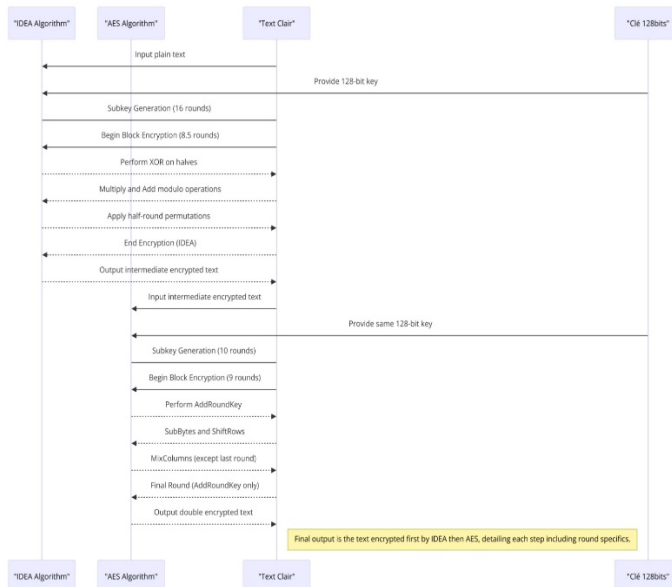 "IDEA Algorithm" "AES Algorithm" "Text Clair" "Clé 128bits"
Input plain text
Provide 128-bit key
Subkey Generation (16 rounds)
Begin Block Encryption (8.5 rounds)
Perform XOR on halves
Multiply and Add modulo operations
Apply half-round permutations
End Encryption (IDEA)
Output intermediate encrypted text
Input intermediate encrypted text
Provide same 128-bit key
Subkey Generation (10 rounds)
Begin Block Encryption (9 rounds)
Perform AddRoundKey
SubBytes and ShiftRows
MixColumns (except last round)
Final Round (AddRoundKey only)
Output double encrypted text
Final output is the text encrypted first by IDEA then AES, detailing each step including round specifics.
"IDEA Algorithm" "AES Algorithm" "Text Clair" "Clé 128bits"